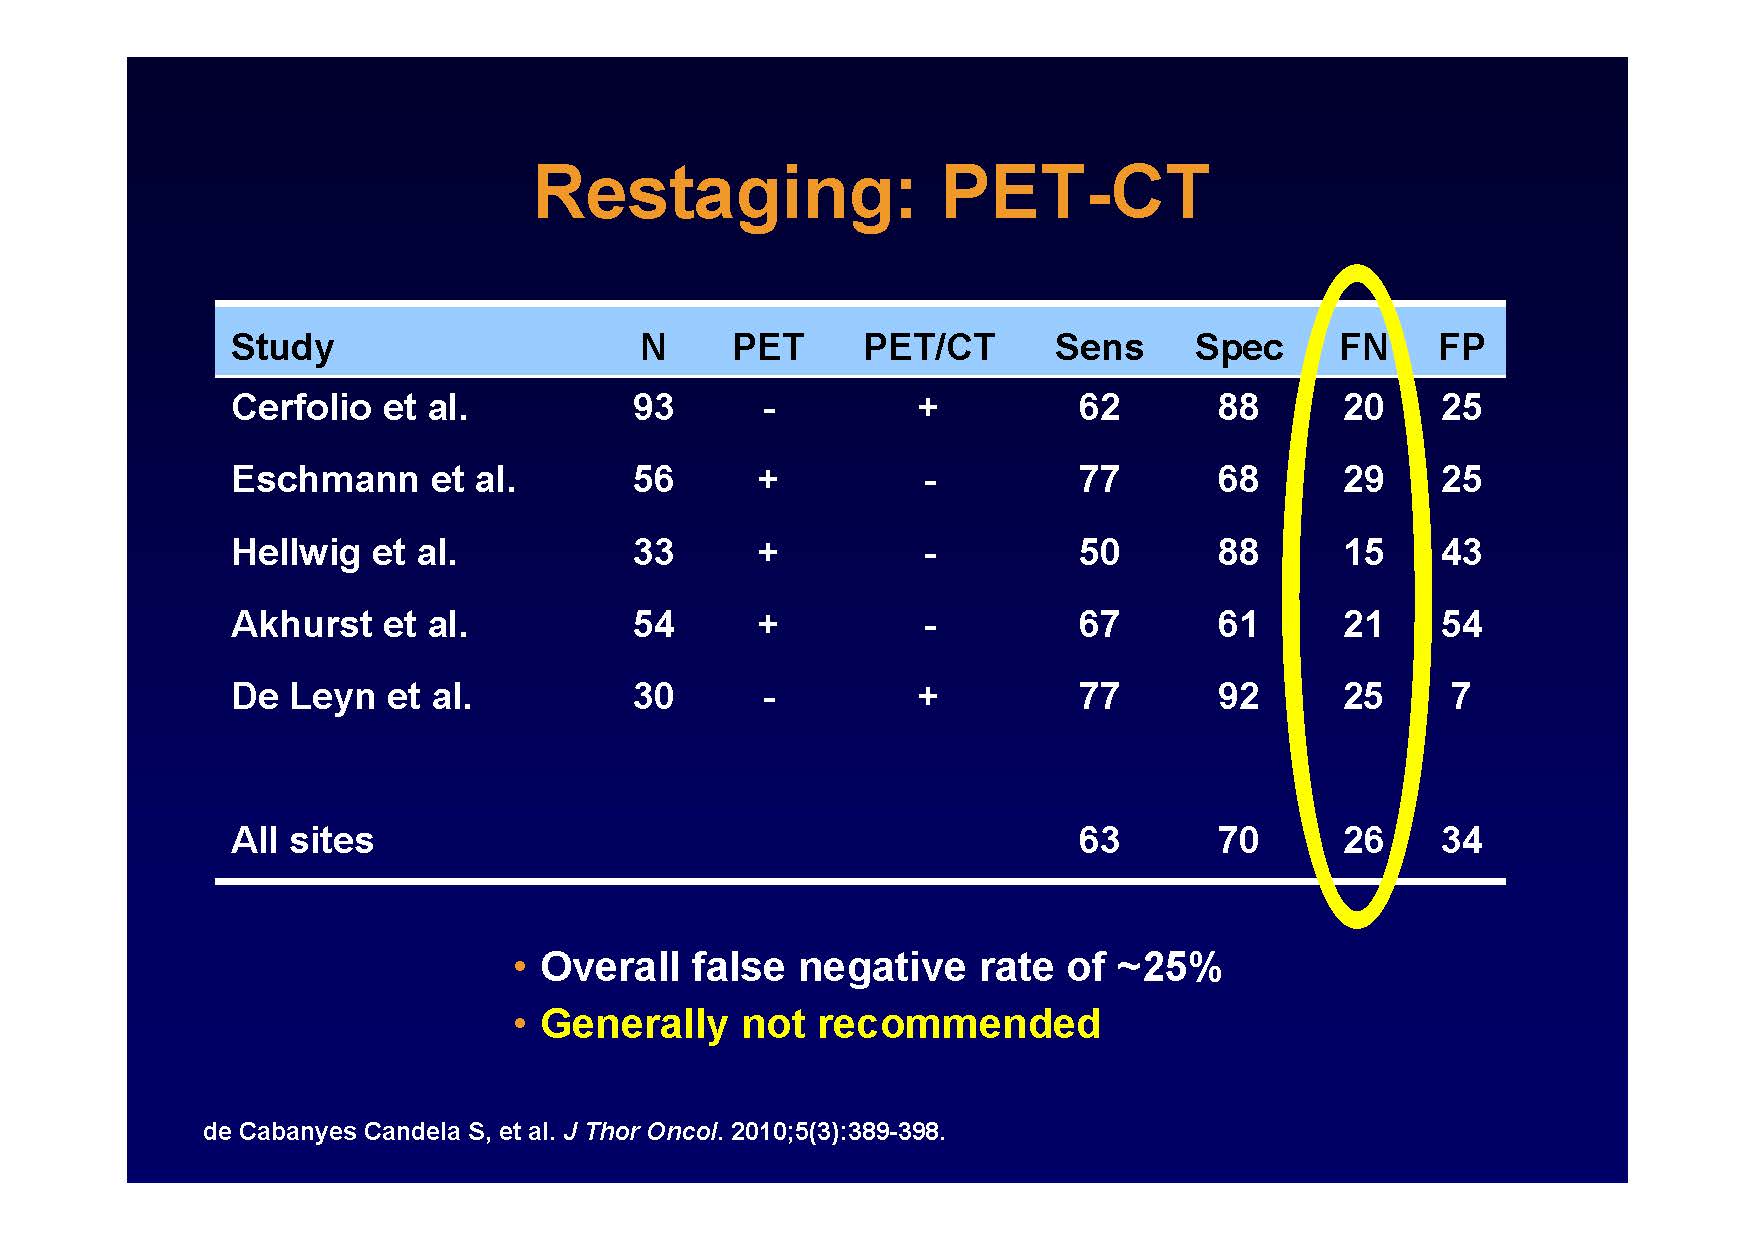 Restaging: PET-CT
Study N PET PET/CT Sens Spec FN FP
Cerfolio et al. 93 - + 62 88 20 25
Eschmann et al. 56 + - 77 68 29 25
Hellwig et al. 33 + - 50 88 15 43
Akhurst et al. 54 + - 67 61 21 54
De Leyn et al. 30 - + 77 92 25 7
All sites 63 70 26 34
• Overall false negative rate of ~25%
• Generally not recommended
de Cabanyes Candela S, et al. J Thor Oncol. 2010;5(3):389-398.